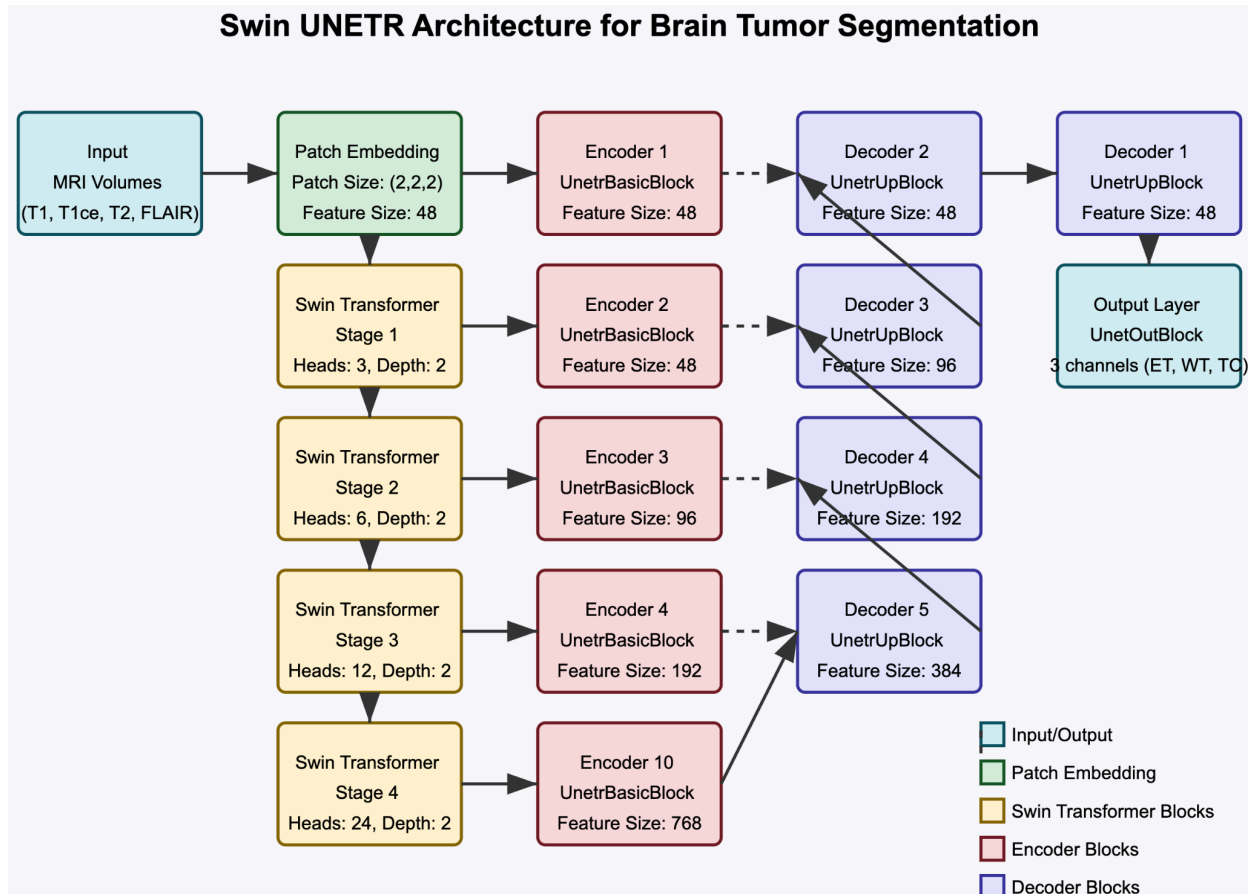 Swin UNETR Architecture for Brain Tumor Segmentation
Input
MRI Volumes
(T1, T1ce, T2, FLAIR)
Patch Embedding
Patch Size: (2,2,2)
Feature Size: 48
Encoder 1
UnetrBasicBlock
Feature Size: 48
Decoder 2
UnetrUpBlock
Feature Size: 48
Decoder 1
UnetrUpBlock
Feature Size: 48
Swin Transformer
Stage 1
Heads: 3, Depth: 2
Encoder 2
UnetrBasicBlock
Feature Size: 48
Decoder 3
UnetrUpBlock
Feature Size: 96
Output Layer
UnetOutBlock
3 channels (ET, WT, TC)
Swin Transformer
Stage 2
Heads: 6, Depth: 2
Encoder 3
UnetrBasicBlock
Feature Size: 96
Decoder 4
UnetrUpBlock
Feature Size: 192
Swin Transformer
Stage 3
Heads: 12, Depth: 2
Encoder 4
UnetrBasicBlock
Feature Size: 192
Decoder 5
UnetrUpBlock
Feature Size: 384
Swin Transformer
Stage 4
Heads: 24, Depth: 2
Encoder 10
UnetrBasicBlock
Feature Size: 768
Input/Output
Patch Embedding
Swin Transformer Blocks
Encoder Blocks
Decoder Blocks